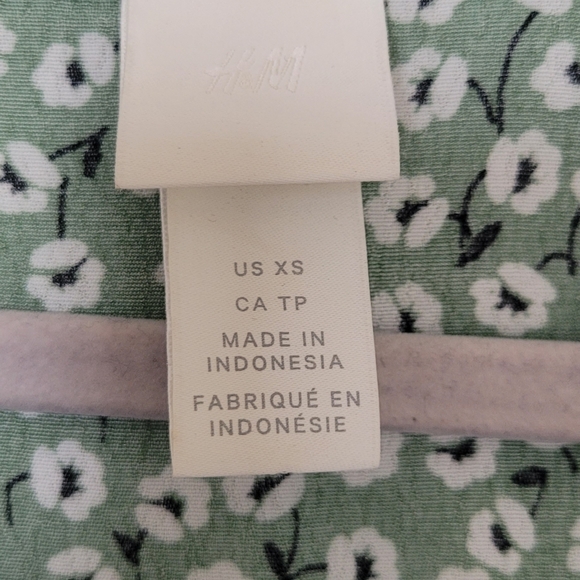 H&M
US XS
CA TP
MADE IN
INDONESIA
FABRIQUÉ EN
INDONÉSIE